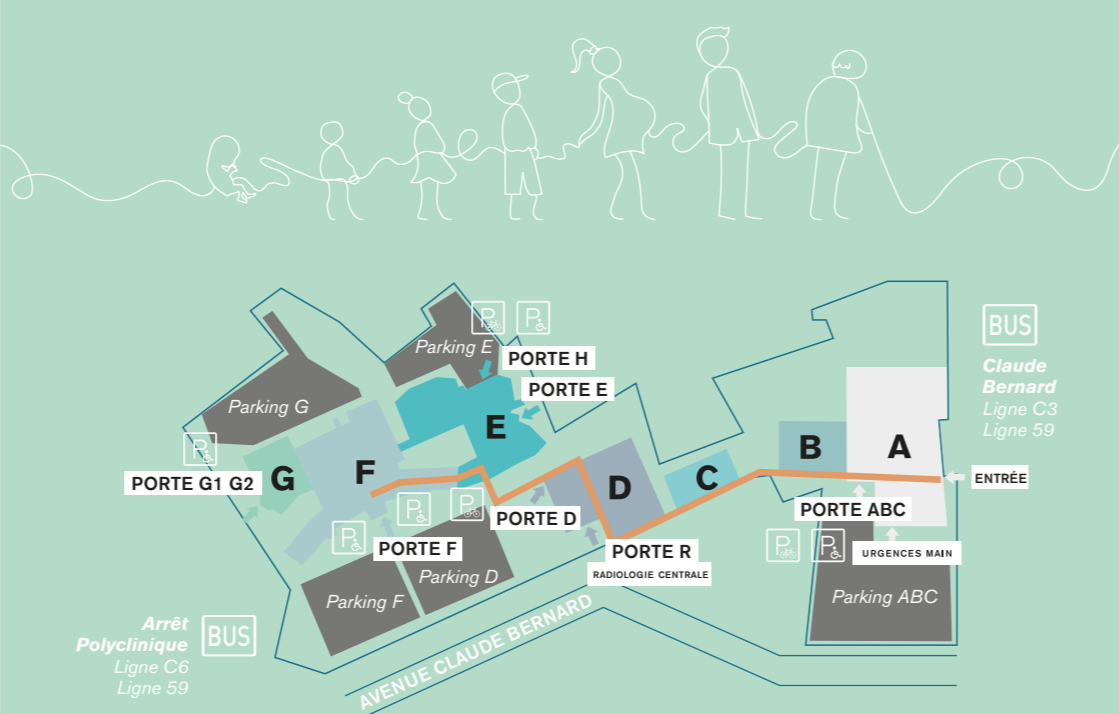 BUS
Claude
Bernard
Ligne C3
Ligne 59
P
P
Parking E
PORTE H
PORTE E
Parking G
E
P
PORTE G1 G2
G
F
P
P
P
PORTE F
PORTE D
D
C
B
A
ENTRÉE
PORTE ABC
P
P
URGENCES MAIN
PORTE R
RADIOLOGIE CENTRALE
Parking D
Parking F
Parking ABC
AVENUE CLAUDE BERNARD
Arrêt
Polyclinique
BUS
Ligne C6
Ligne 59